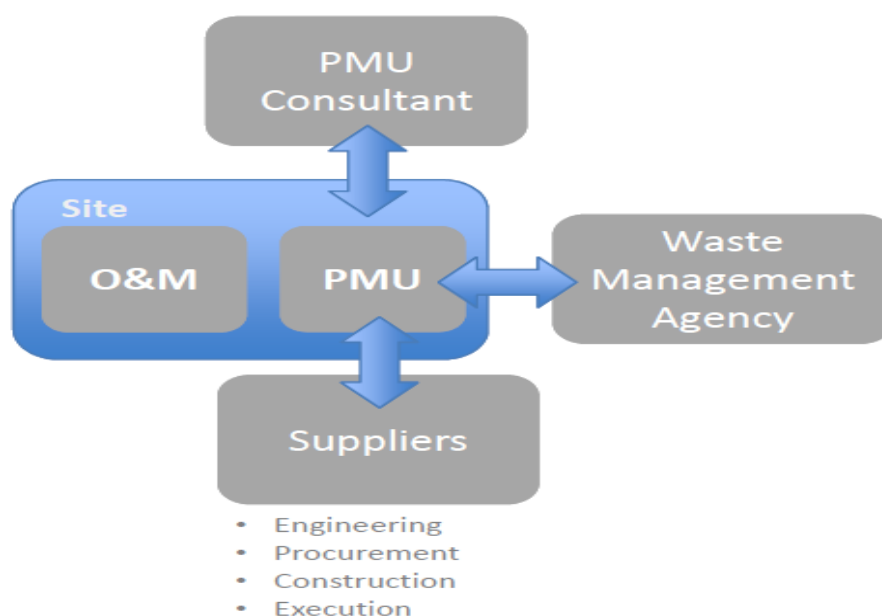 PMU
Consultant
Site
O&M
PMU
Waste
Management
Agency
Suppliers
• Engineering
• Procurement
• Construction
• Execution